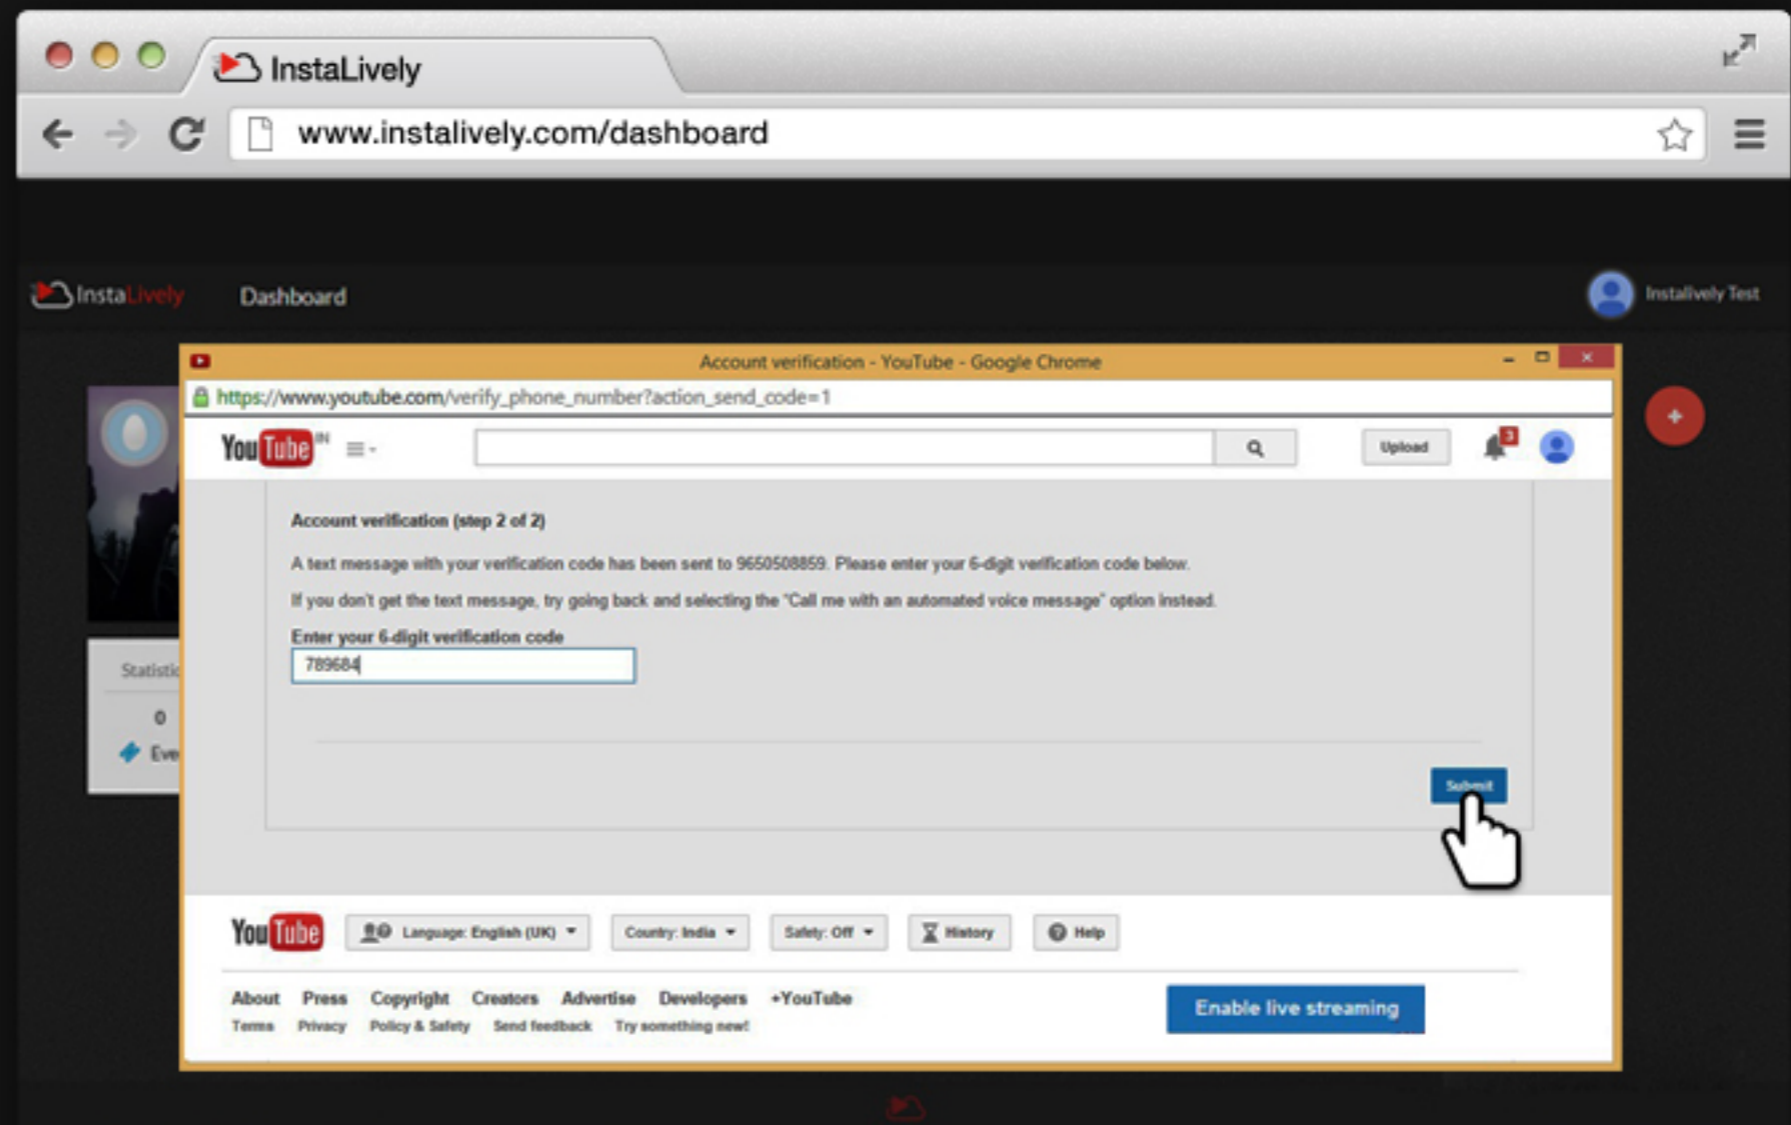 InstaLively
www.instalively.com/dashboard
InstaLively
Dashboard
Instalively Test
Account verification - YouTube - Google Chrome
https://www.youtube.com/verify_phone_number?action_send_code=1
YouTube IN
Upload
3
Account verification (step 2 of 2)
A text message with your verification code has been sent to 9650508859. Please enter your 6-digit verification code below.
If you don't get the text message, try going back and selecting the "Call me with an automated voice message" option instead.
Enter your 6-digit verification code
789684
Statistic
0
Eve
Submit
YouTube
Language: English (UK)
Country: India
Safety: Off
History
Help
About Press Copyright Creators Advertise Developers +YouTube
Terms Privacy Policy & Safety Send feedback Try something new!
Enable live streaming